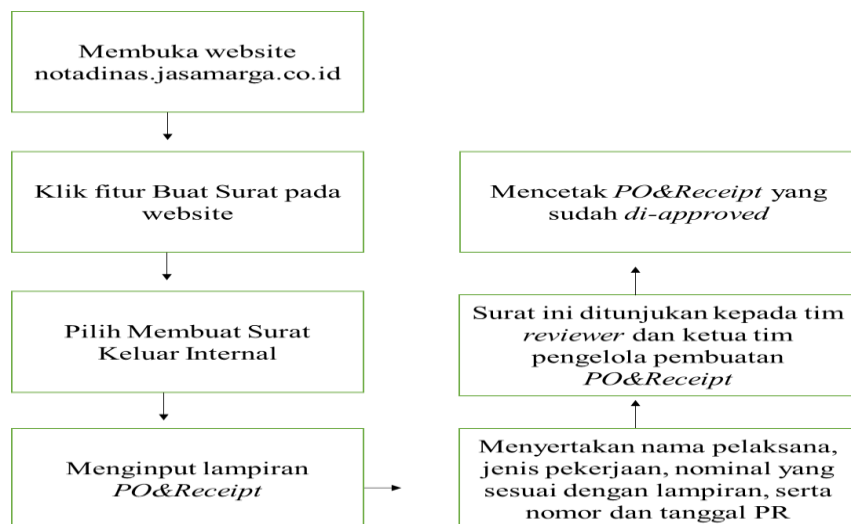 Membuka website
notadinas.jasamarga.co.id
Klik fitur Buat Surat pada
website
Pilih Membuat Surat
Keluar Internal
Menginput lampiran
PO&Receipt
Menyertakan nama pelaksana,
jenis pekerjaan, nominal yang
sesuai dengan lampiran, serta
nomor dan tanggal PR
Surat ini ditunjukan kepada tim
reviewer dan ketua tim
pengelola pembuatan
PO&Receipt
Mencetak PO&Receipt yang
sudah di-approved